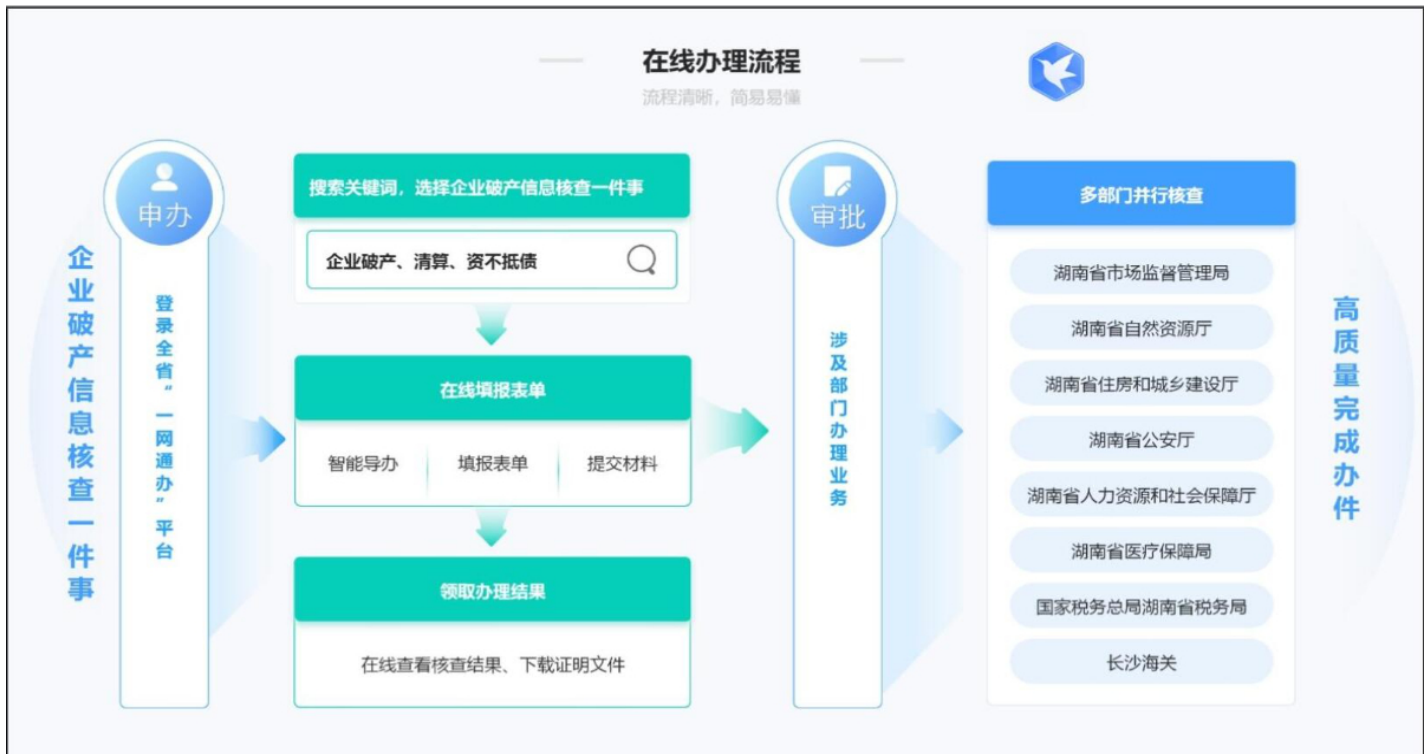 在线办理流程
流程清晰，简易易懂
企业破产信息核查一件事
申办
登录全省“一网通办”平台
搜索关键词，选择企业破产信息核查一件事
企业破产、清算、资不抵债
在线填报表单
智能导办 填报表单 提交材料
领取办理结果
在线查看核查结果、下载证明文件
审批
涉及部门办理业务
多部门并行核查
湖南省市场监督管理局
湖南省自然资源厅
湖南省住房和城乡建设厅
湖南省公安厅
湖南省人力资源和社会保障厅
湖南省医疗保障局
国家税务总局湖南省税务局
长沙海关
高质量完成办件